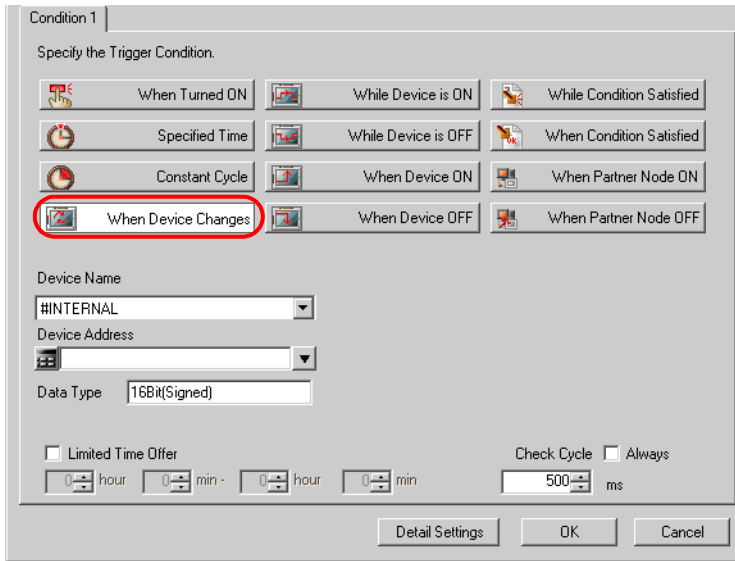 Condition 1
Specify the Trigger Condition.
When Turned ON While Device is ON While Condition Satisfied
Specified Time While Device is OFF When Condition Satisfied
Constant Cycle When Device ON When Partner Node ON
When Device Changes When Device OFF When Partner Node OFF
Device Name
#INTERNAL
Device Address
Data Type 16Bit(Signed)
Limited Time Offer Check Cycle Always
0 hour 0 min - 0 hour 0 min 500 ms
Detail Settings OK Cancel